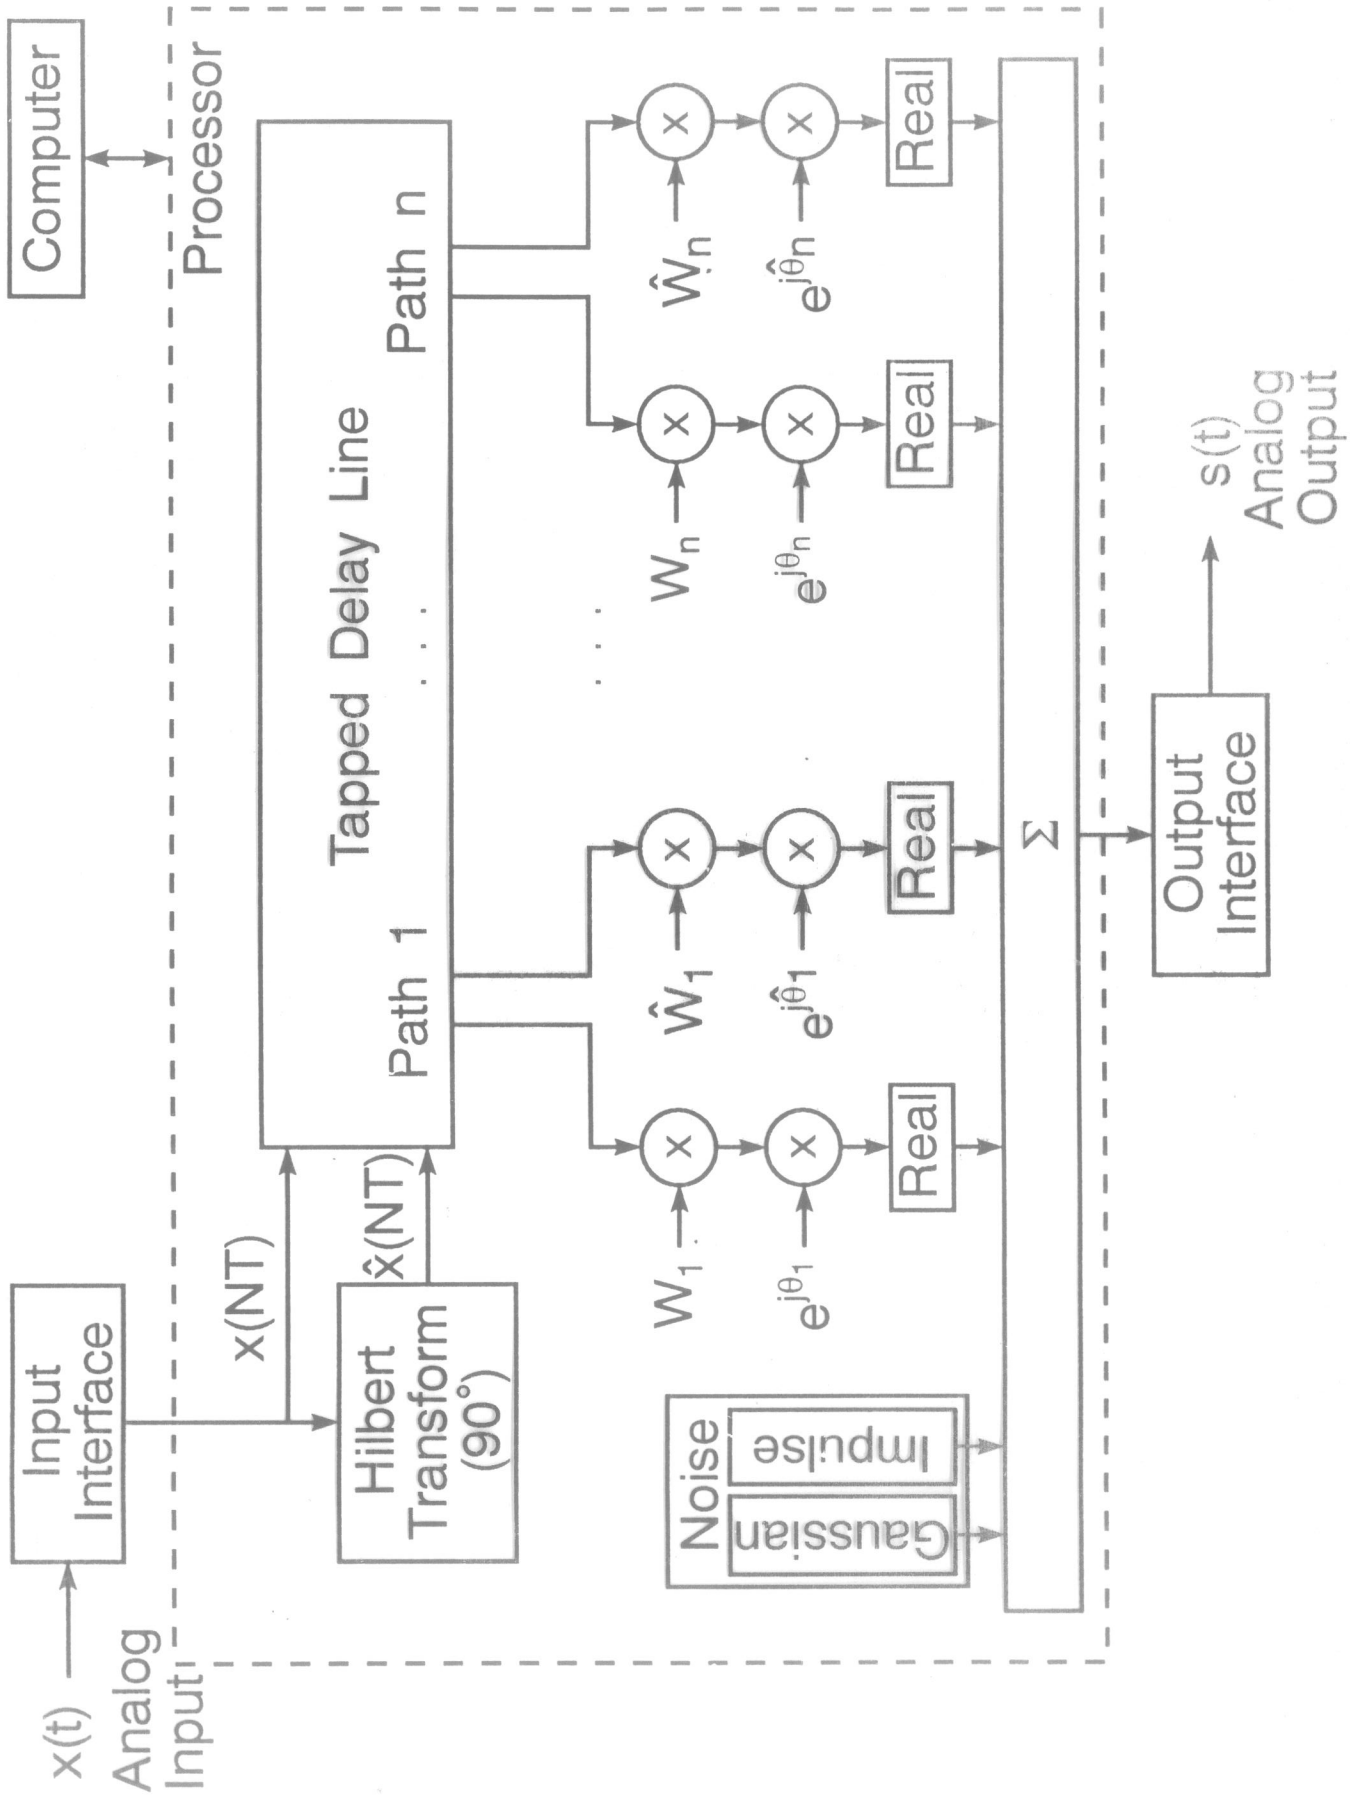 x(t)
Analog
Input
Input
Interface
Computer
Processor
x(NT)
Hilbert
Transform
(90°)
x̂(NT)
Tapped Delay Line
Path 1
. . .
Path n
W₁
e^{jθ₁}
Ŵ₁
e^{jθ̂₁}
. . .
Wₙ
e^{jθₙ}
Ŵₙ
e^{jθ̂ₙ}
x
x
x
x
x
x
x
x
Real
Real
Real
Real
Noise
Gaussian
Impulse
Σ
Output
Interface
s(t)
Analog
Output